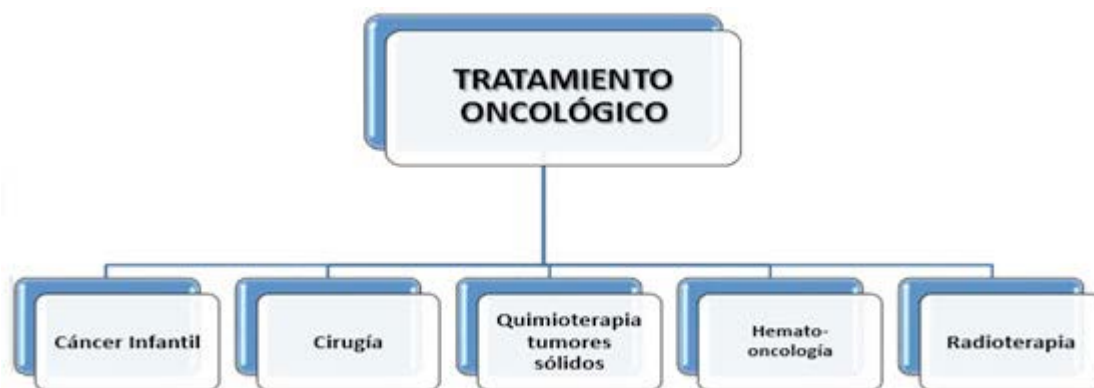 TRATAMIENTO
ONCOLÓGICO
Cáncer Infantil
Cirugía
Quimioterapia
tumores
sólidos
Hemato-
oncología
Radioterapia